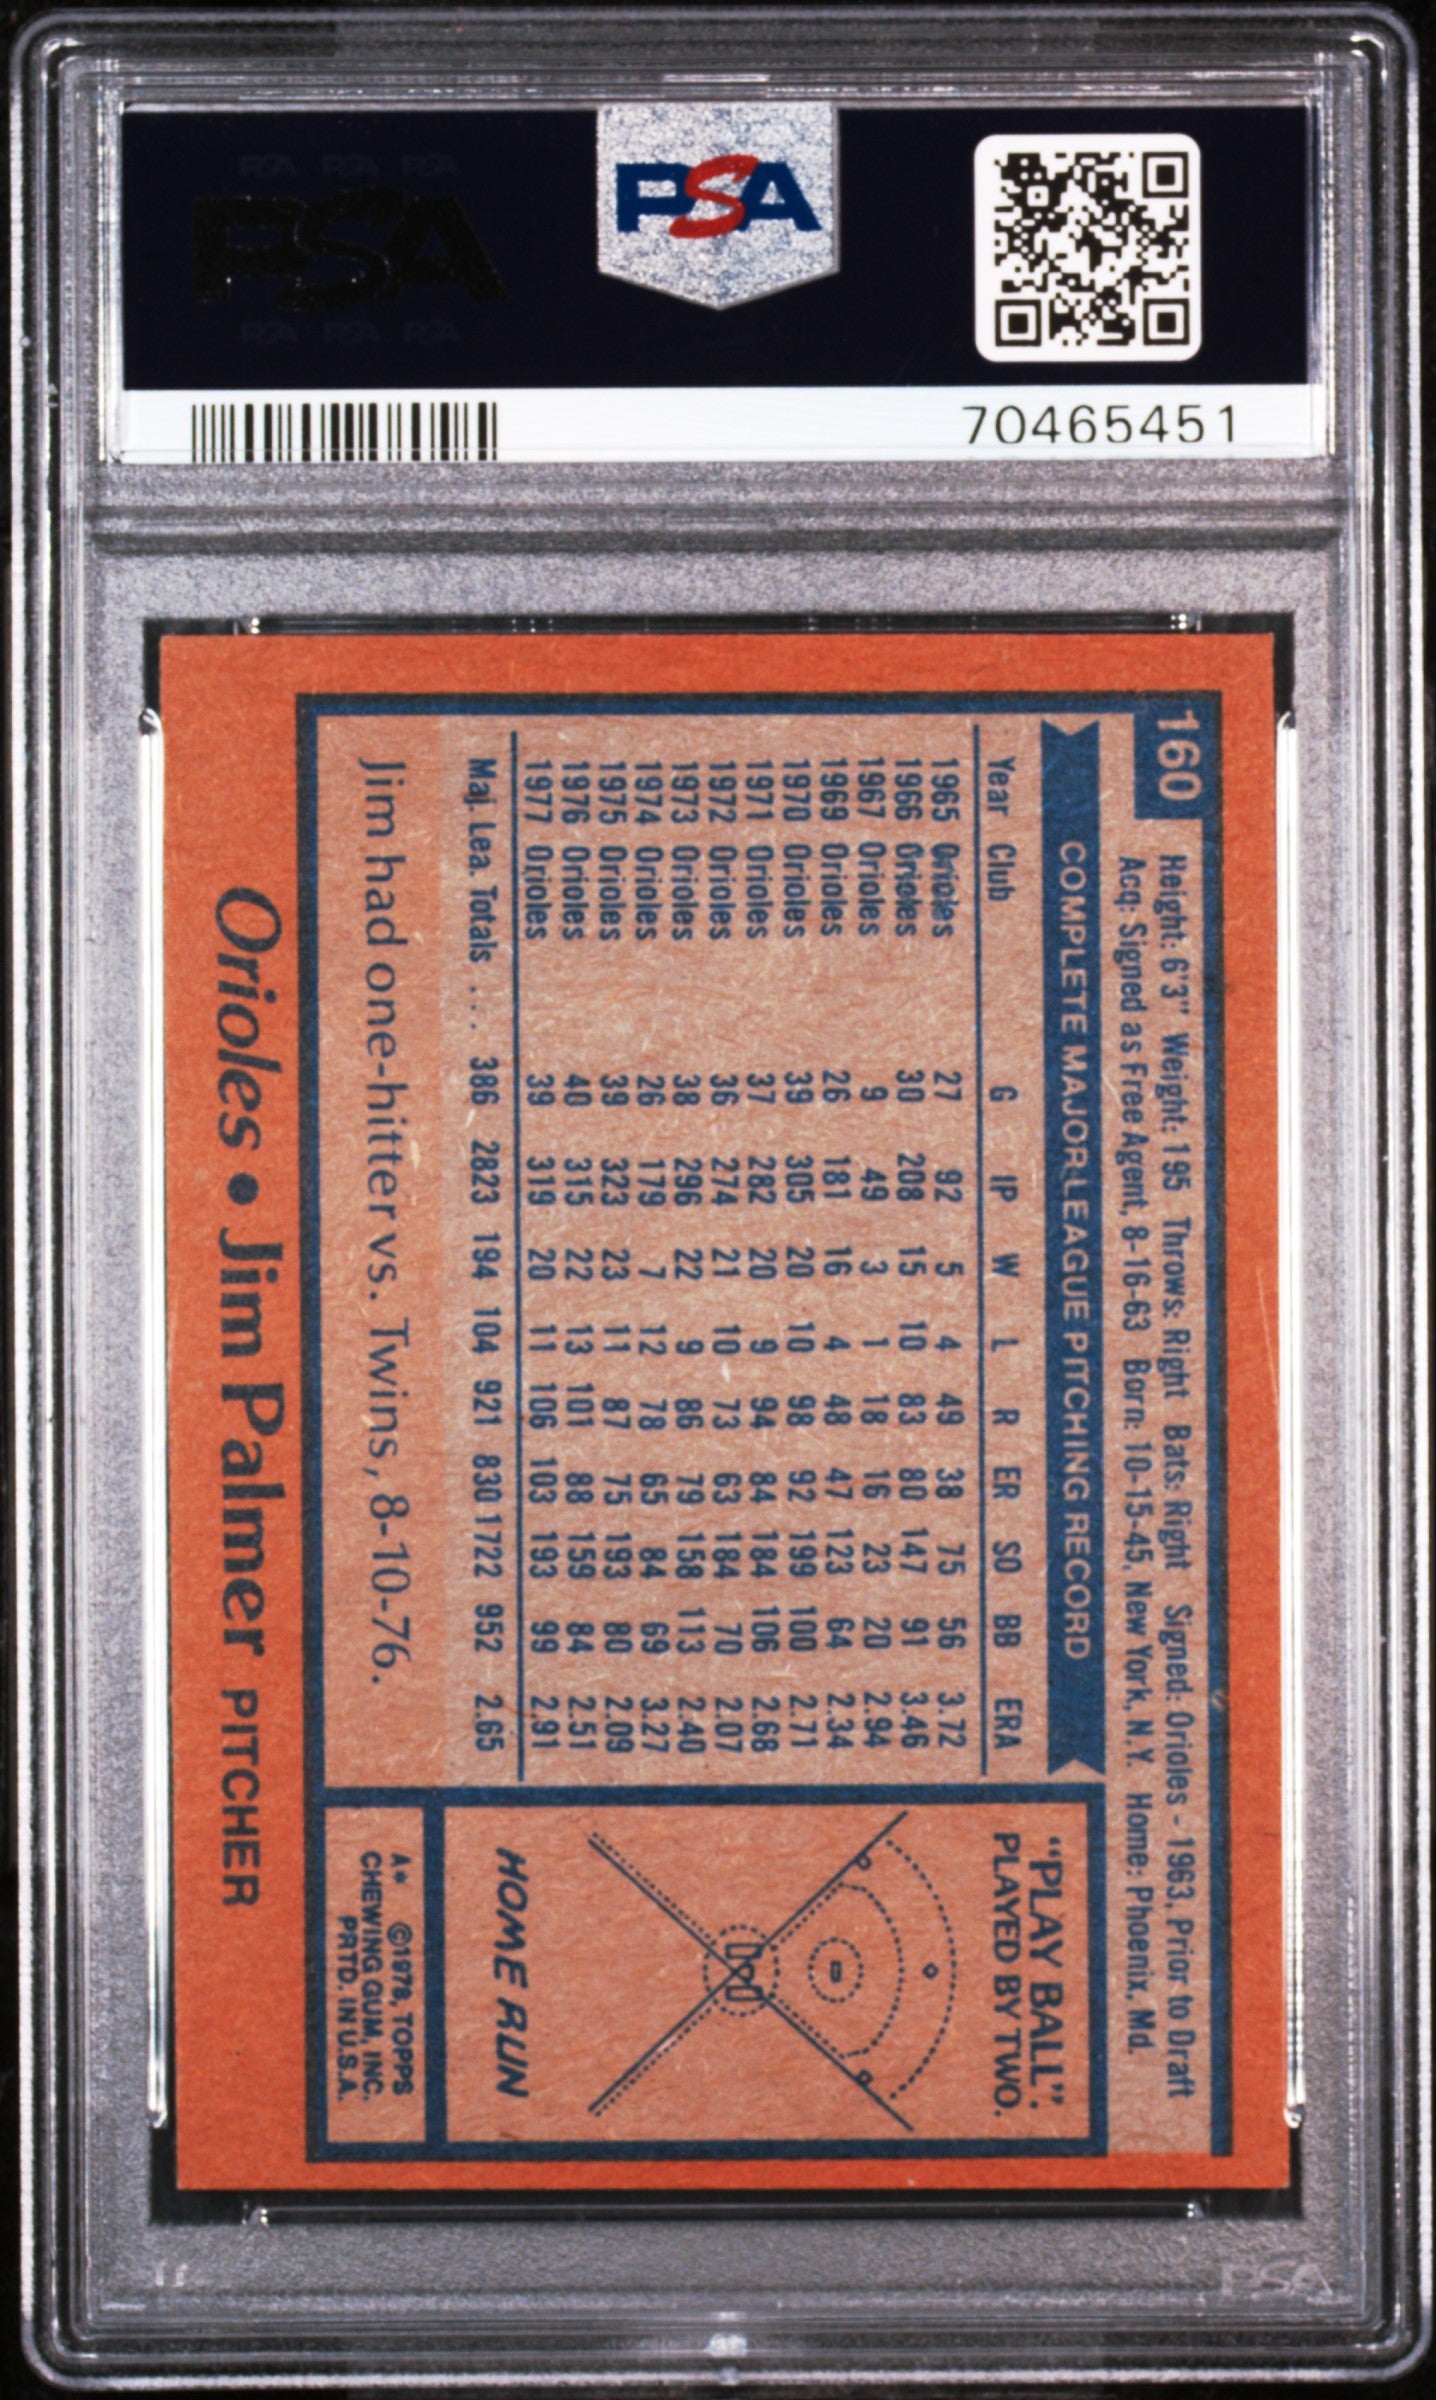 PSA PSA PSA
PSA
PSA PSA PSA
PSA
70465451
160
Height: 6'3" Weight: 195 Throws: Right Bats: Right Signed: Orioles - 1963, Prior to Draft
Acq: Signed as Free Agent, 8-16-63 Born: 10-15-45, New York, N.Y. Home: Phoenix, Md.
COMPLETE MAJOR LEAGUE PITCHING RECORD
Year Club G IP W L R ER SO BB ERA
1965 Orioles 27 92 5 4 49 38 75 56 3.72
1966 Orioles 30 208 15 10 83 80 147 91 3.46
1967 Orioles 9 49 3 1 18 16 23 20 2.94
1969 Orioles 26 181 16 4 48 47 123 64 2.34
1970 Orioles 39 305 20 10 98 92 199 100 2.71
1971 Orioles 37 282 20 9 94 84 184 106 2.68
1972 Orioles 36 274 21 10 73 63 184 70 2.07
1973 Orioles 38 296 22 9 86 79 158 113 2.40
1974 Orioles 26 179 7 12 78 65 84 69 3.27
1975 Orioles 39 323 23 11 87 75 193 80 2.09
1976 Orioles 40 315 22 13 101 88 159 84 2.51
1977 Orioles 39 319 20 11 106 103 193 99 2.91
Maj. Lea. Totals ... 386 2823 194 104 921 830 1722 952 2.65
Jim had one-hitter vs. Twins, 8-10-76.
"PLAY BALL".
PLAYED BY TWO.
HOME RUN
A* ©1978, TOPPS
CHEWING GUM, INC.
PRTD. IN U.S.A.
Orioles • Jim Palmer PITCHER
PSA